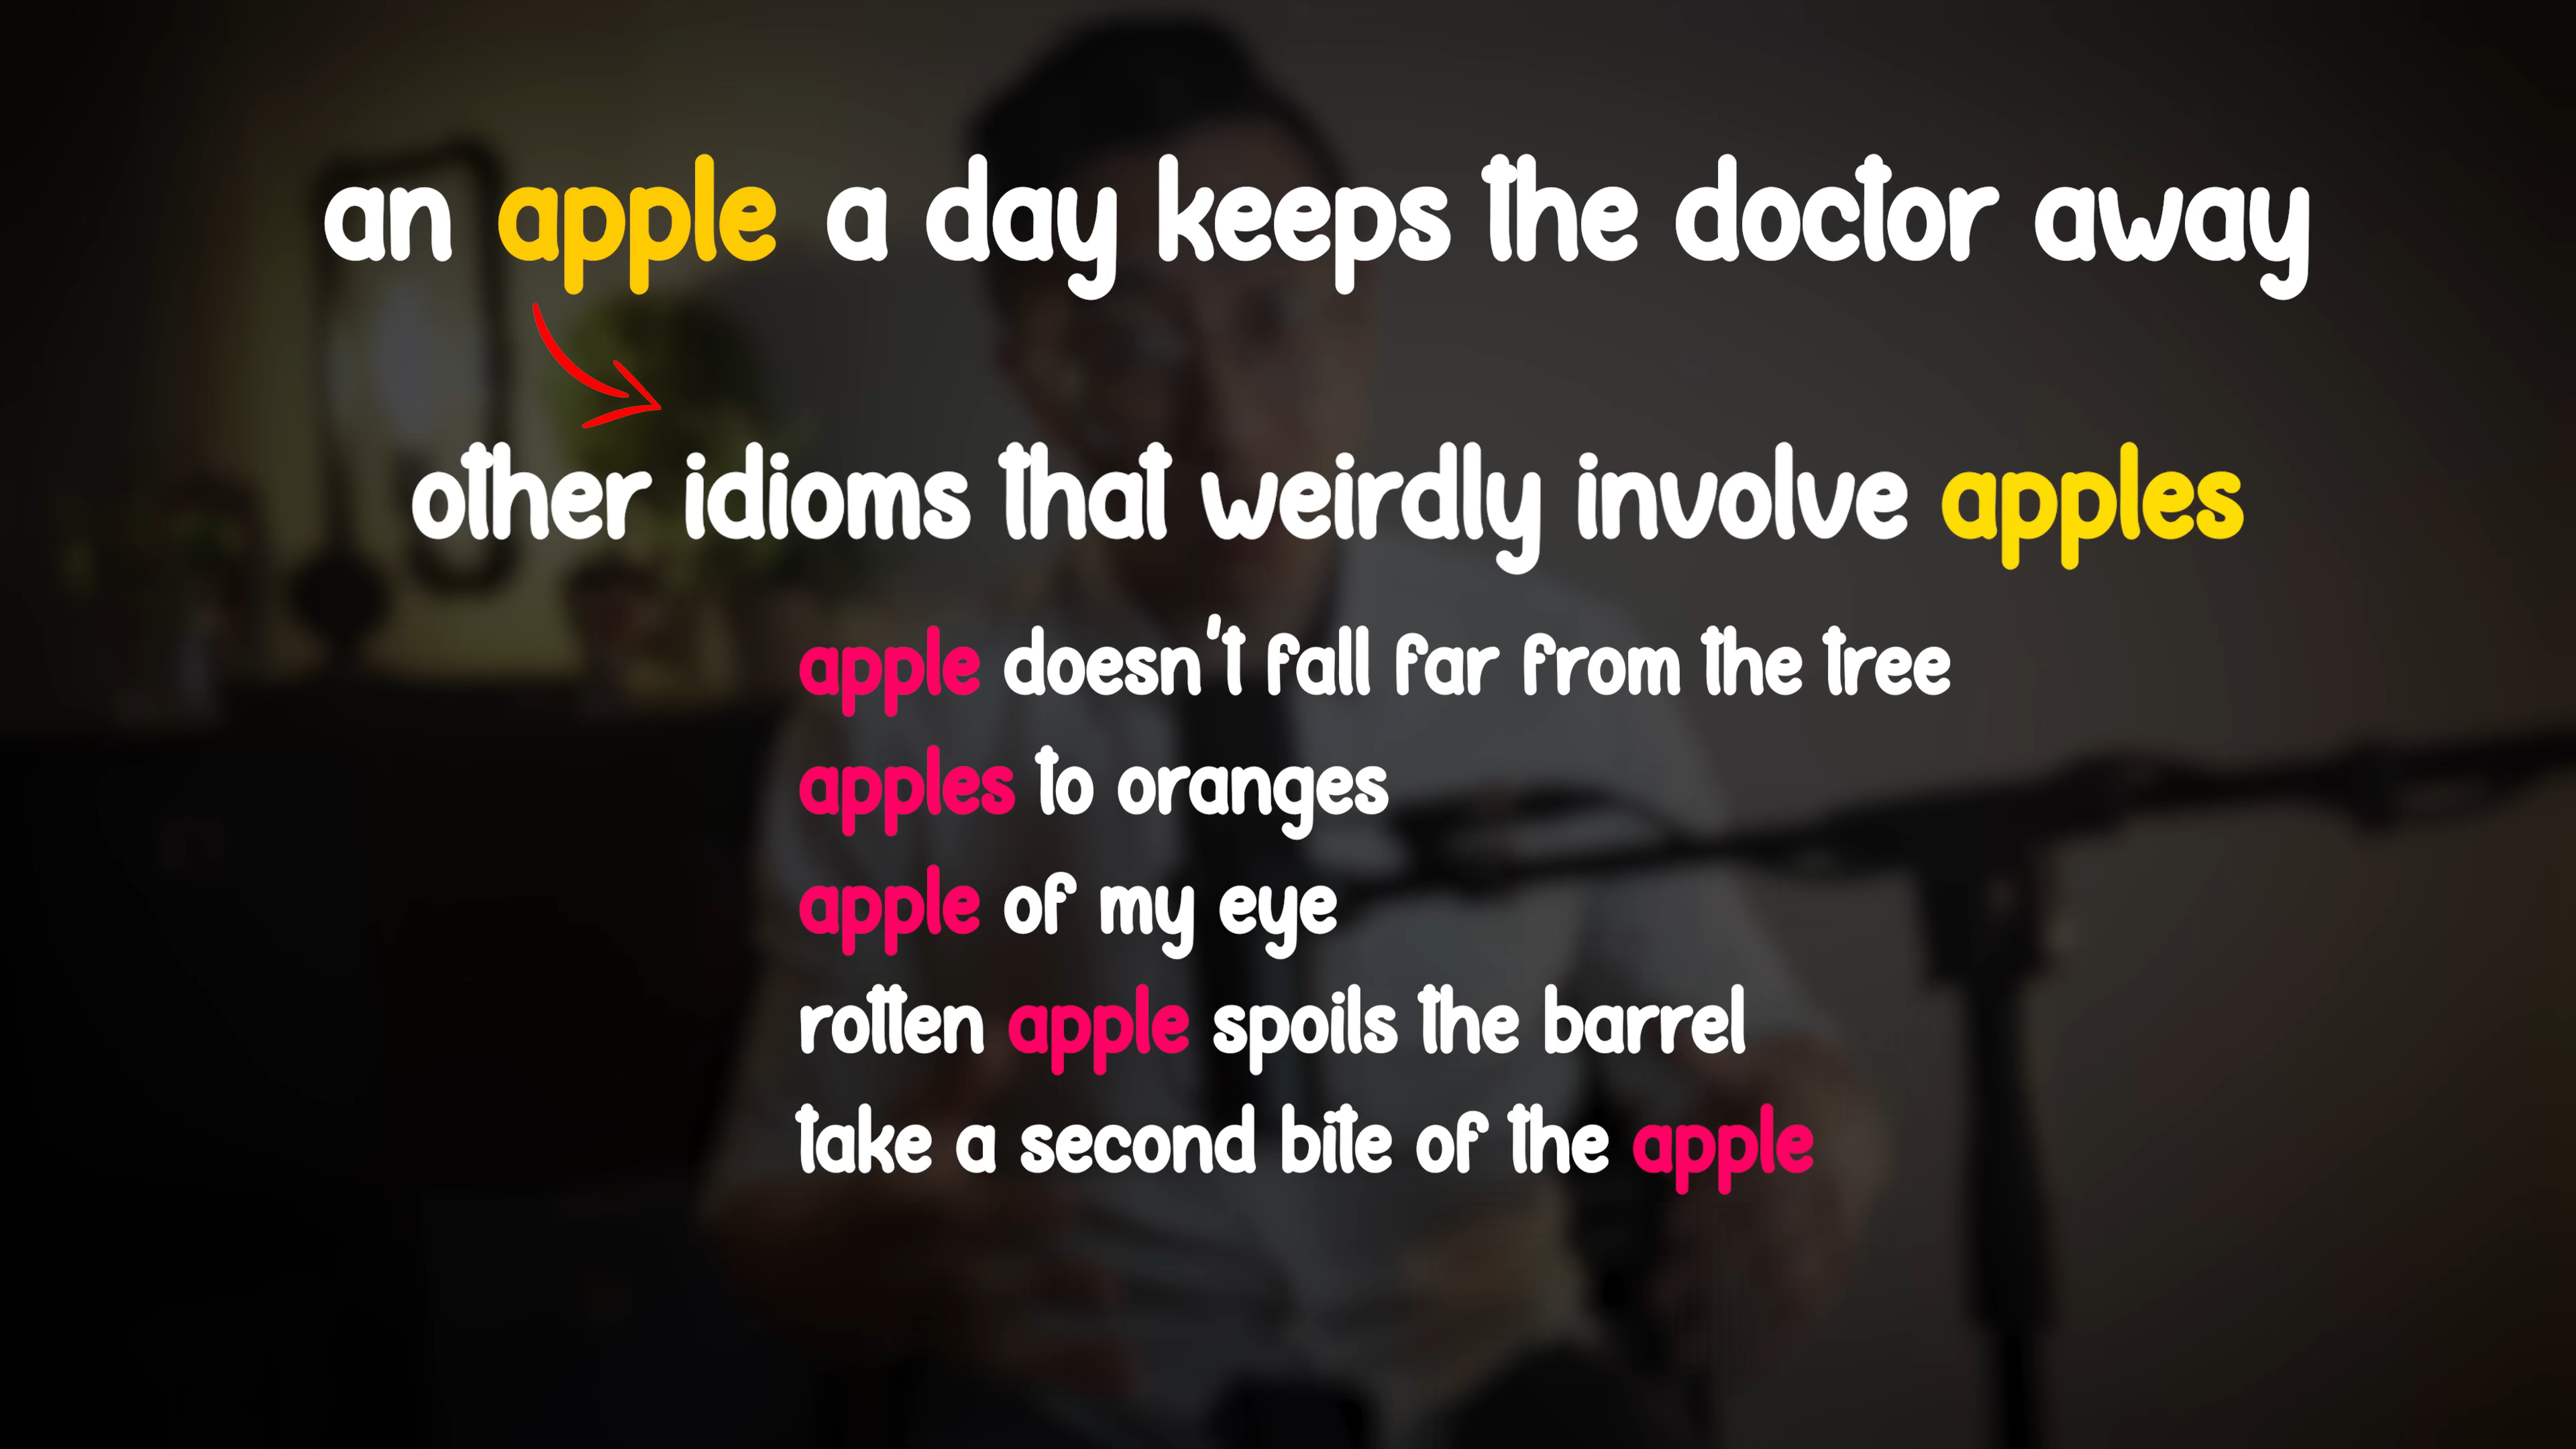 an apple a day keeps the doctor away
other idioms that weirdly involve apples
apple doesn't fall far from the tree
apples to oranges
apple of my eye
rotten apple spoils the barrel
take a second bite of the apple